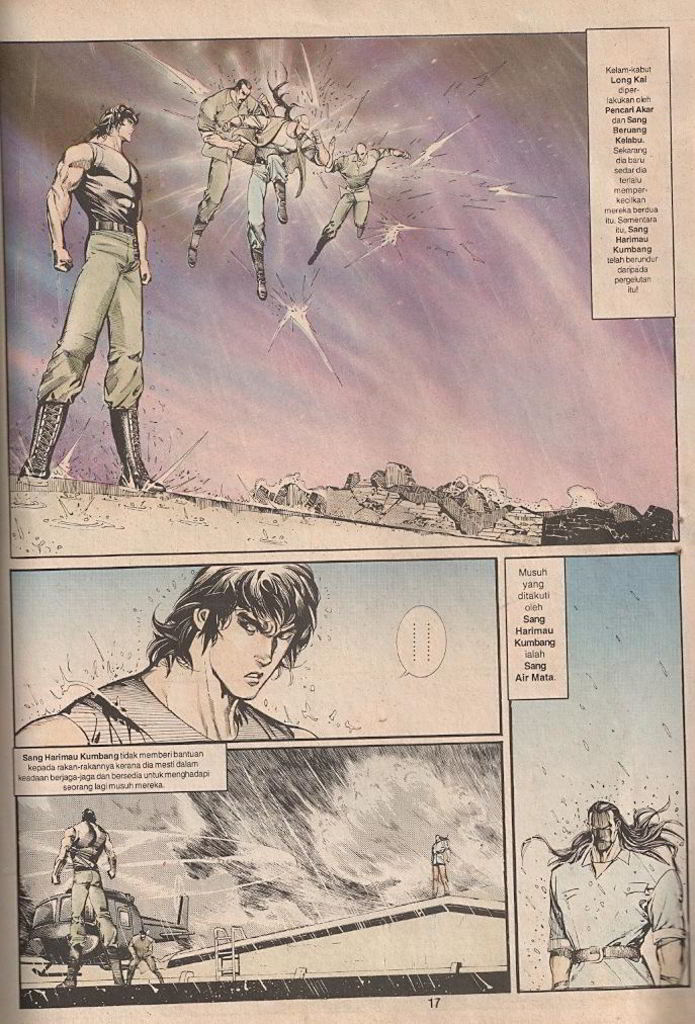 Kelam-kabut
Long Kai
diper-
lakukan oleh
Pencari Akar
dan Sang
Beruang
Kelabu.
Sekarang
dia baru
sedar dia
terlalu
memper-
kecilkan
mereka berdua
itu. Sementara
itu, Sang
Harimau
Kumbang
telah berundur
daripada
pergelutan
itu!
Musuh
yang
ditakuti
oleh
Sang
Harimau
Kumbang
ialah
Sang
Air Mata.
Sang Harimau Kumbang tidak memberi bantuan
kepada rakan-rakannya kerana dia mesti dalam
keadaan berjaga-jaga dan bersedia untuk menghadapi
seorang lagi musuh mereka.
17